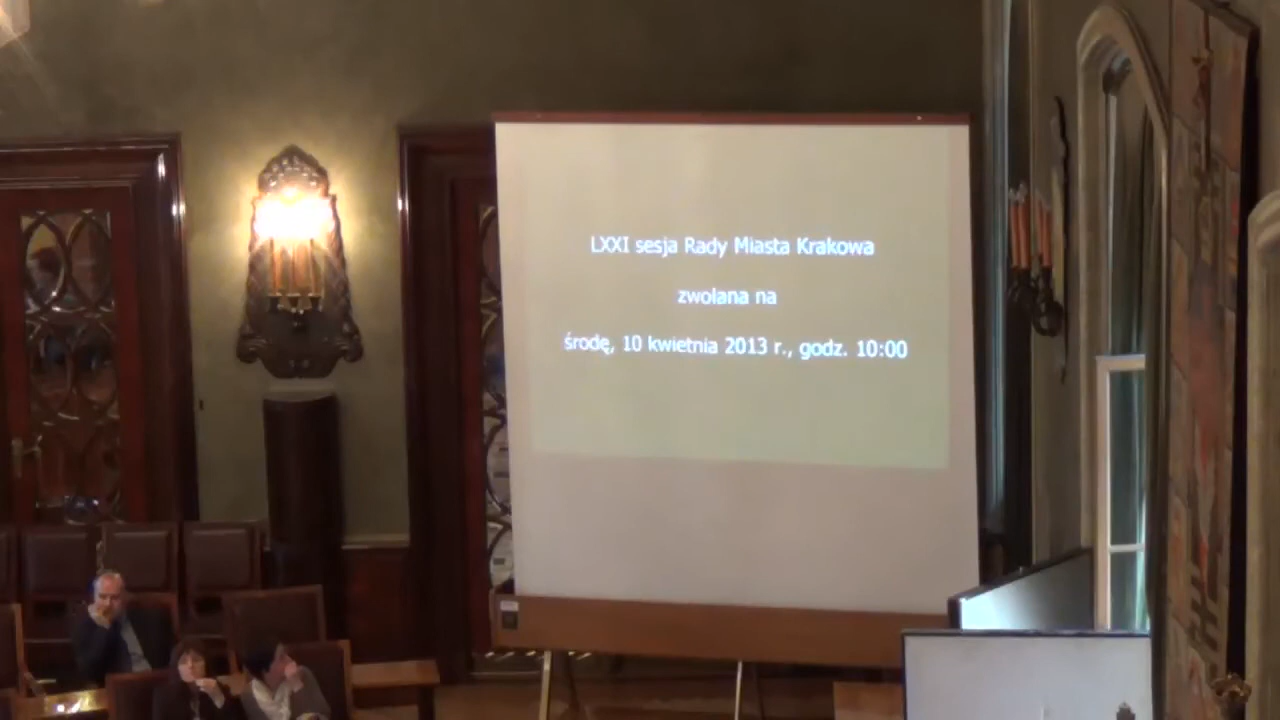 LXXI sesja Rady Miasta Krakowa
zwołana na
środę, 10 kwietnia 2013 r., godz. 10:00